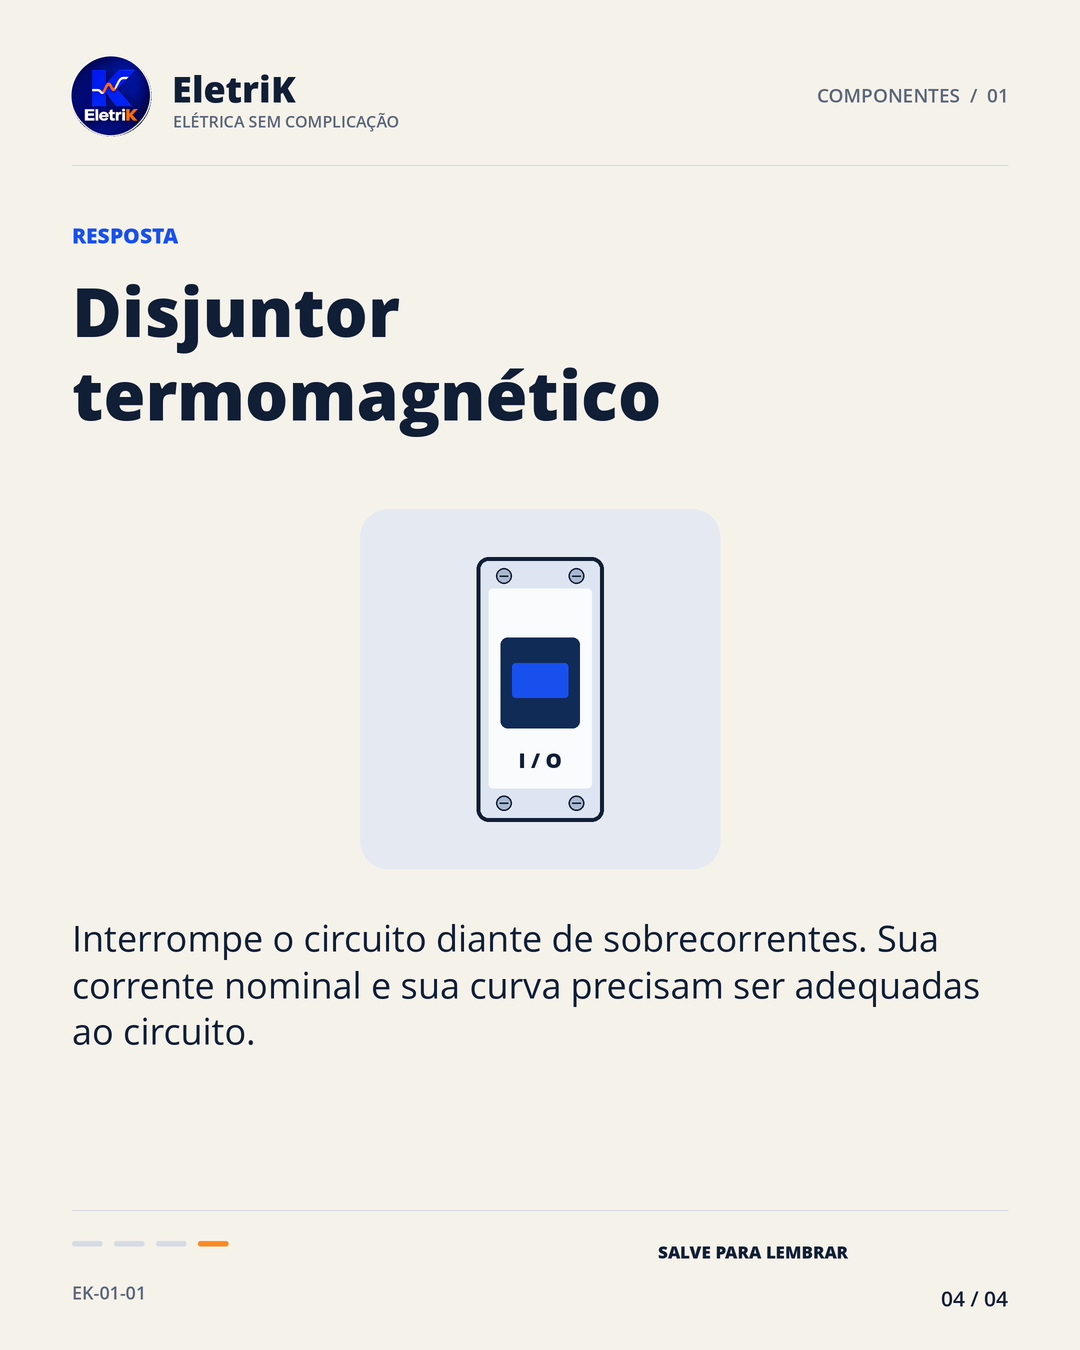 EletriK
EletriK
ELÉTRICA SEM COMPLICAÇÃO
COMPONENTES / 01
RESPOSTA
Disjuntor
termomagnético
I / O
Interrompe o circuito diante de sobrecorrentes. Sua
corrente nominal e sua curva precisam ser adequadas
ao circuito.
SALVE PARA LEMBRAR
EK-01-01
04 / 04